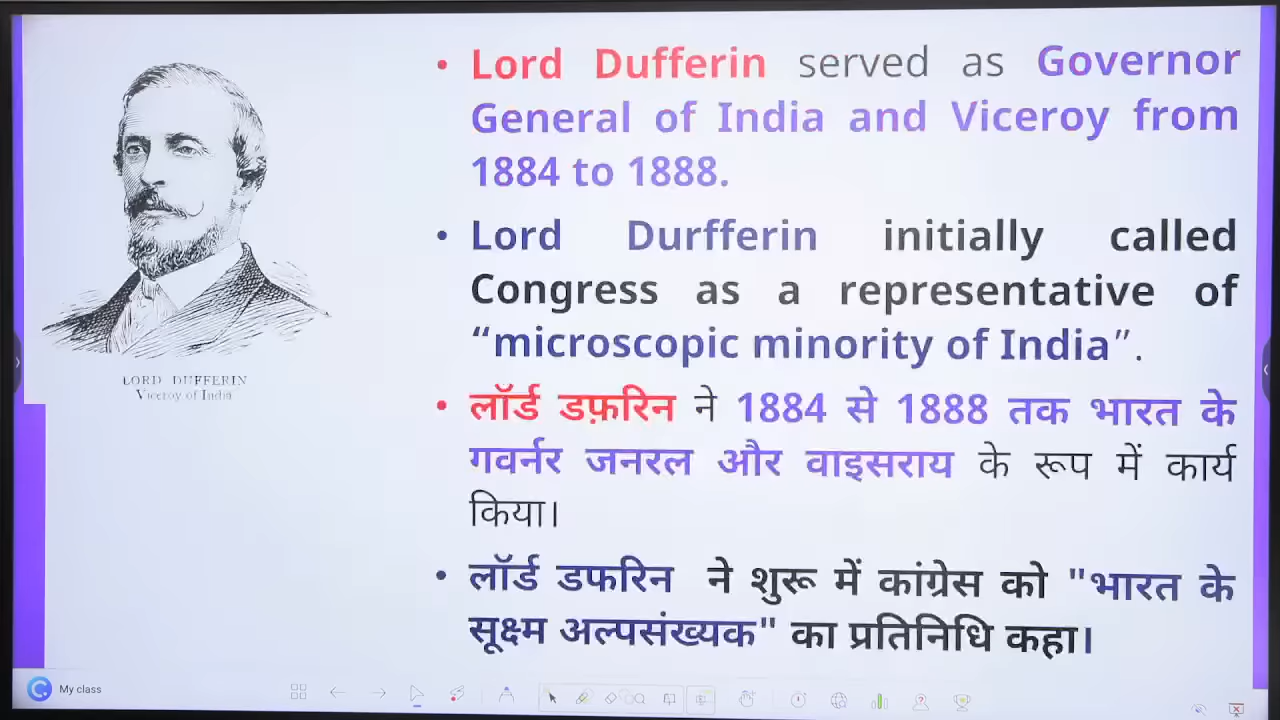 Lord Dufferin served as Governor
General of India and Viceroy from
1884 to 1888.
Lord Durfferin initially called
Congress as a representative of
“microscopic minority of India”.
लॉर्ड डफ़रिन ने 1884 से 1888 तक भारत के
गवर्नर जनरल और वाइसराय के रूप में कार्य
किया।
लॉर्ड डफरिन ने शुरू में कांग्रेस को "भारत के
सूक्ष्म अल्पसंख्यक" का प्रतिनिधि कहा।
LORD DUFFERIN
Viceroy of India
My class